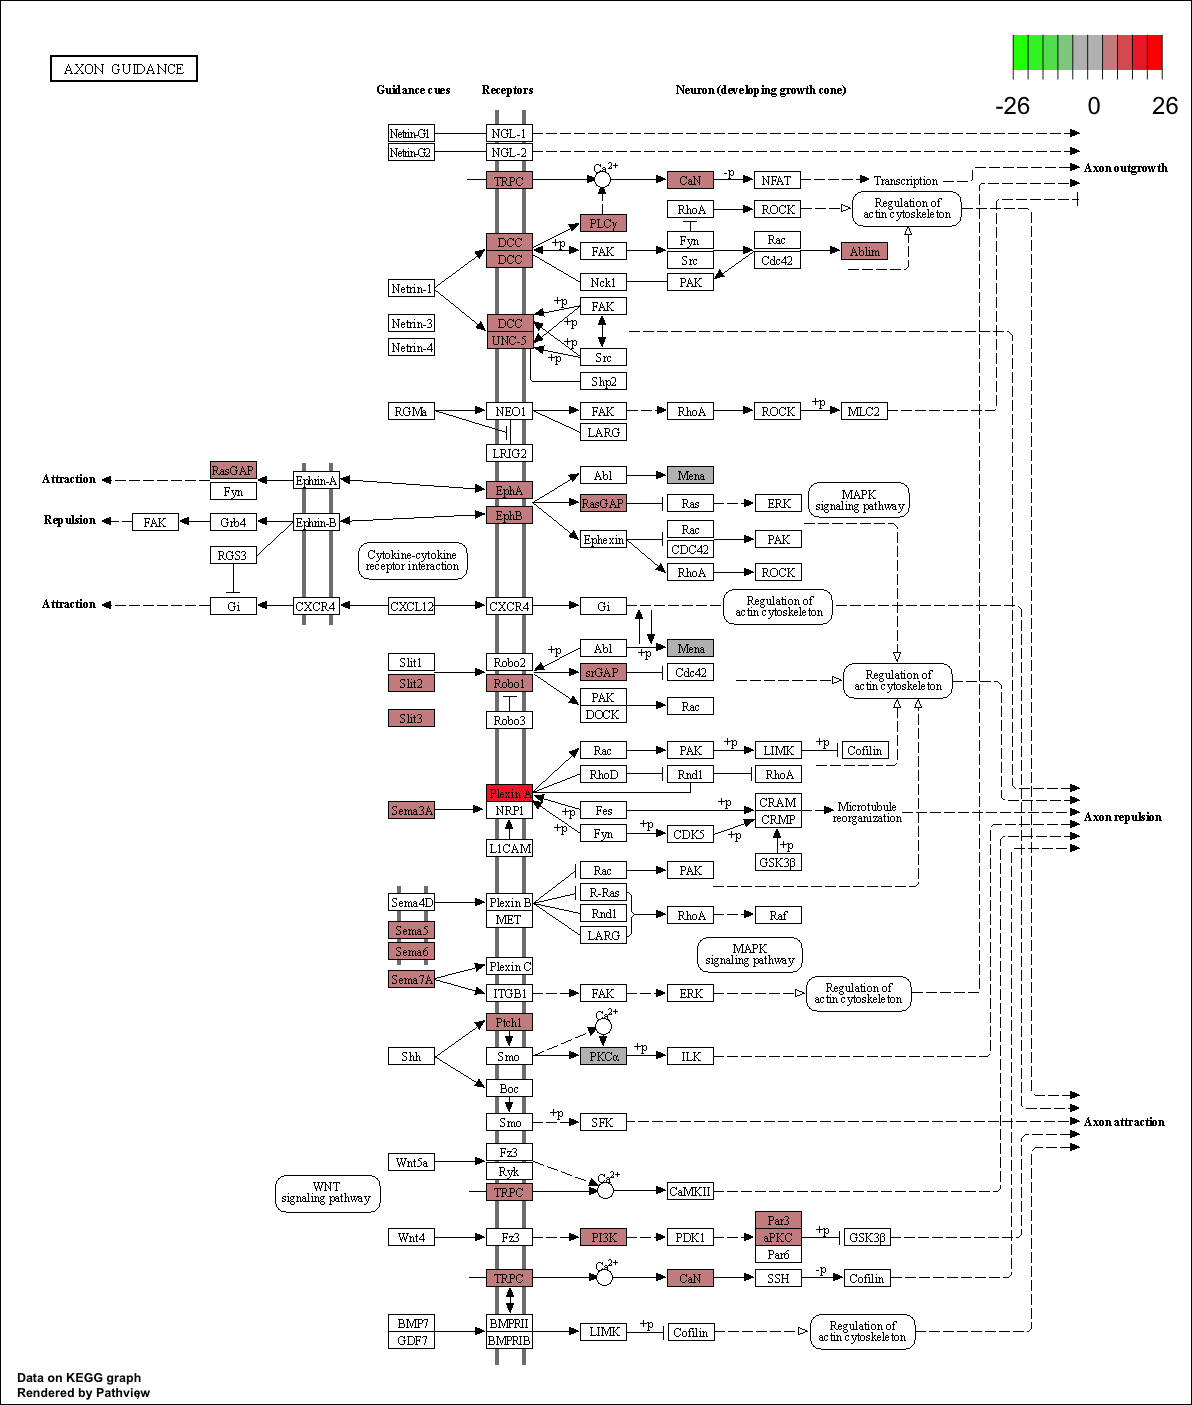 AXON GUIDANCE
-26 0 26
Guidance cues Receptors Neuron (developing growth cone)
Netrin-G1 NGL-1
Netrin-G2 NGL-2
Axon outgrowth
TRPC Ca2+ CaN -p NFAT Transcription
PLCγ RhoA ROCK Regulation of
actin cytoskeleton
DCC +p FAK Fyn Rac Ablim
DCC Src Cdc42
Netrin-1 Nck1 PAK
+p FAK
Netrin-3 DCC +p
Netrin-4 UNC-5 +p
+p Src
Shp2
RGMa NEO1 FAK RhoA ROCK +p MLC2
LARG
LRIG2
Attraction RasGAP Ephrin-A Abl Mena
Fyn EphA RasGAP Ras ERK MAPK
signaling pathway
Repulsion FAK Grb4 Ephrin-B EphB Rac
Ephexin CDC42 PAK
RGS3 Cytokine-cytokine
receptor interaction
RhoA ROCK
Attraction Gi CXCR4 CXCL12 CXCR4 Gi Regulation of
actin cytoskeleton
+p Abl +p Mena
Slit1 Robo2
Slit2 Robo1 srGAP Cdc42 Regulation of
actin cytoskeleton
PAK
DOCK Rac
Slit3 Robo3
Rac PAK +p LIMK +p Cofilin
RhoD Rnd1 RhoA
Plexin A
Sema3A NRP1 +p Fes +p CRAM Microtubule
reorganization
+p Fyn +p CDK5 +p CRMP
Axon repulsion
L1CAM +p
GSK3β
Rac PAK
Sema4D Plexin B R-Ras
MET Rnd1 RhoA Raf
Sema5 LARG
Sema6 MAPK
signaling pathway
Sema7A Plexin C
ITGB1 FAK ERK Regulation of
actin cytoskeleton
Ptch1 Ca2+
Shh Smo PKCα +p ILK
Boc
Smo +p SFK Axon attraction
Wnt5a Fz3
Ryk Ca2+
WNT
signaling pathway
TRPC CaMKII
Par3
Wnt4 Fz3 PI3K PDK1 aPKC +p GSK3β
Par6
TRPC Ca2+ CaN SSH -p Cofilin
BMP7 BMPRII LIMK +p Cofilin Regulation of
actin cytoskeleton
GDF7 BMPRIB
Data on KEGG graph
Rendered by Pathview